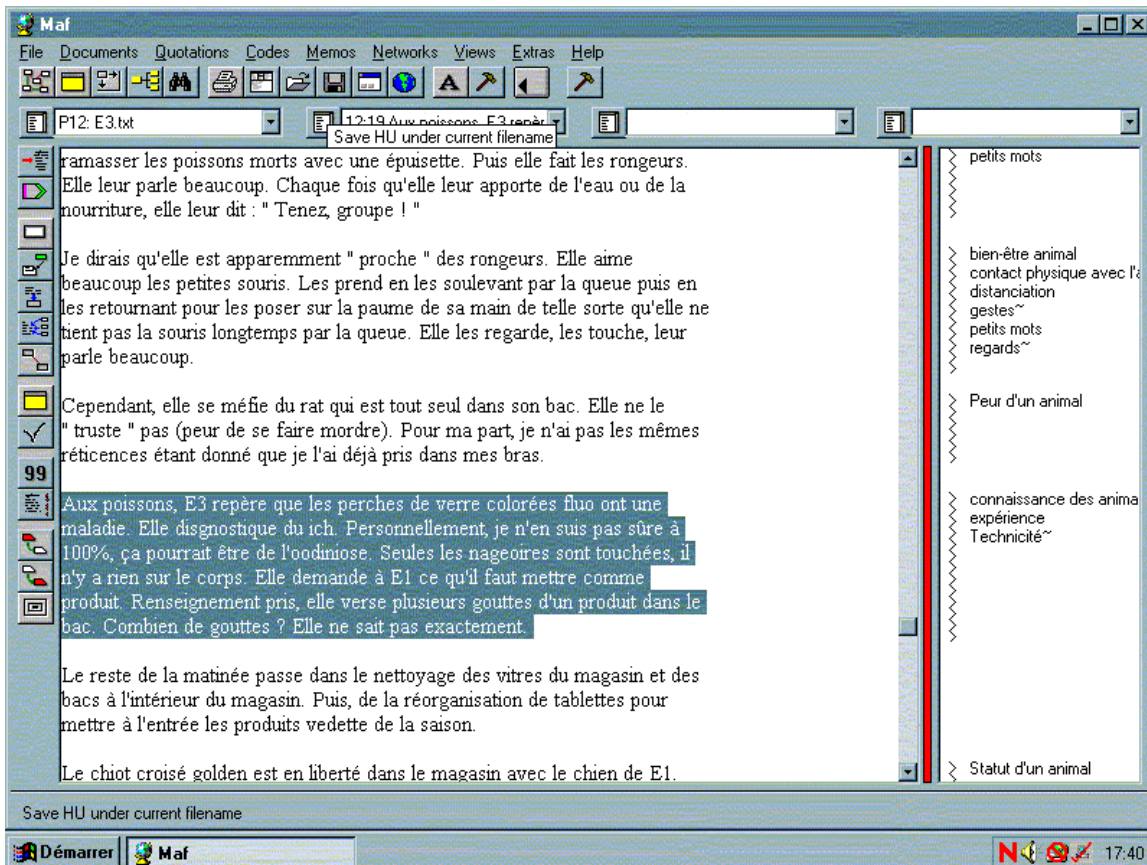 Maf
File Documents Quotations Codes Memos Networks Views Extras Help
A
P12: E3.txt
12:19 Aux poissons, E3 repèr
Save HU under current filename
ramasser les poissons morts avec une épuisette. Puis elle fait les rongeurs.
Elle leur parle beaucoup. Chaque fois qu'elle leur apporte de l'eau ou de la
nourriture, elle leur dit : " Tenez, groupe ! "
Je dirais qu'elle est apparemment " proche " des rongeurs. Elle aime
beaucoup les petites souris. Les prend en les soulevant par la queue puis en
les retournant pour les poser sur la paume de sa main de telle sorte qu'elle ne
tient pas la souris longtemps par la queue. Elle les regarde, les touche, leur
parle beaucoup.
Cependant, elle se méfie du rat qui est tout seul dans son bac. Elle ne le
" truste " pas (peur de se faire mordre). Pour ma part, je n'ai pas les mêmes
réticences étant donné que je l'ai déjà pris dans mes bras.
Aux poissons, E3 repère que les perches de verre colorées fluo ont une
maladie. Elle disgnostique du ich. Personnellement, je n'en suis pas sûre à
100%, ça pourrait être de l'oodiniose. Seules les nageoires sont touchées, il
n'y a rien sur le corps. Elle demande à E1 ce qu'il faut mettre comme
produit. Renseignement pris, elle verse plusieurs gouttes d'un produit dans le
bac. Combien de gouttes ? Elle ne sait pas exactement.
Le reste de la matinée passe dans le nettoyage des vitres du magasin et des
bacs à l'intérieur du magasin. Puis, de la réorganisation de tablettes pour
mettre à l'entrée les produits vedette de la saison.
Le chiot croisé golden est en liberté dans le magasin avec le chien de E1.
petits mots
bien-être animal
contact physique avec l'a
distanciation
gestes~
petits mots
regards~
Peur d'un animal
connaissance des anima
expérience
Technicité~
Statut d'un animal
99
Save HU under current filename
Démarrer
Maf
N
17:40